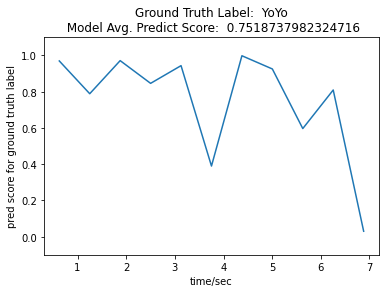 Ground Truth Label:  YoYo
Model Avg. Predict Score:  0.7518737982324716
pred score for ground truth label
1.0
0.8
0.6
0.4
0.2
0.0
1 2 3 4 5 6 7
time/sec